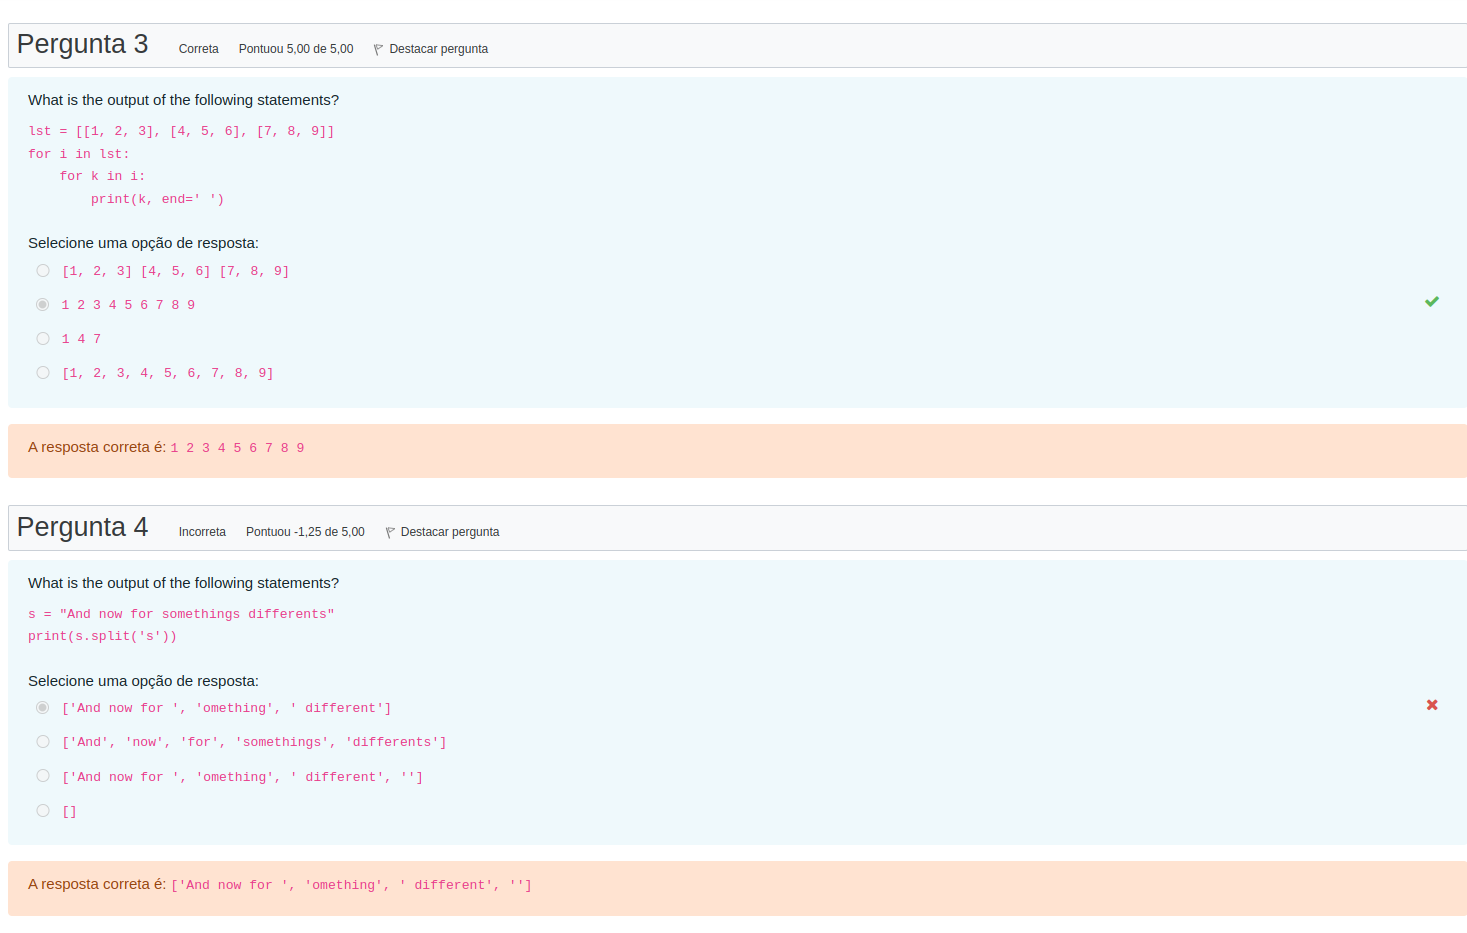 Pergunta 3 Correta Pontuou 5,00 de 5,00 Destacar pergunta
What is the output of the following statements?
lst = [[1, 2, 3], [4, 5, 6], [7, 8, 9]]
for i in lst:
    for k in i:
        print(k, end=' ')
Selecione uma opção de resposta:
[1, 2, 3] [4, 5, 6] [7, 8, 9]
1 2 3 4 5 6 7 8 9
1 4 7
[1, 2, 3, 4, 5, 6, 7, 8, 9]
A resposta correta é: 1 2 3 4 5 6 7 8 9
Pergunta 4 Incorreta Pontuou -1,25 de 5,00 Destacar pergunta
What is the output of the following statements?
s = "And now for somethings differents"
print(s.split('s'))
Selecione uma opção de resposta:
['And now for ', 'omething', ' different']
['And', 'now', 'for', 'somethings', 'differents']
['And now for ', 'omething', ' different', '']
[]
A resposta correta é: ['And now for ', 'omething', ' different', '']